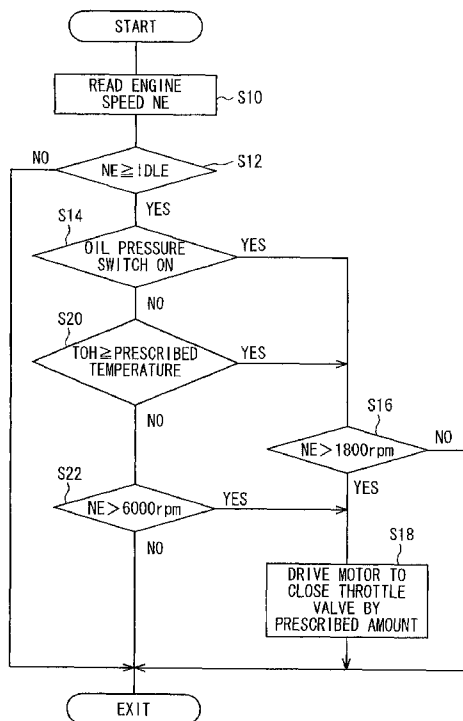 START
READ ENGINE
SPEED NE
S10
NO
NE≧IDLE
S12
YES
S14
OIL PRESSURE
SWITCH ON
YES
NO
S20
TOH≧PRESCRIBED
TEMPERATURE
YES
NO
S16
NE>1800rpm
NO
YES
S22
NE>6000rpm
YES
NO
S18
DRIVE MOTOR TO
CLOSE THROTTLE
VALVE BY
PRESCRIBED AMOUNT
EXIT